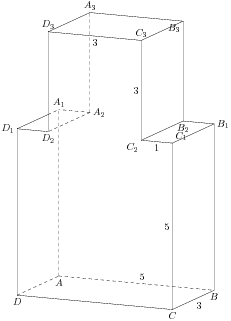 A₃
D₃
C₃
B₃
3
3
A₁
A₂
D₁
D₂
B₂
B₁
C₁
C₂
1
5
5
A
B
3
D
C